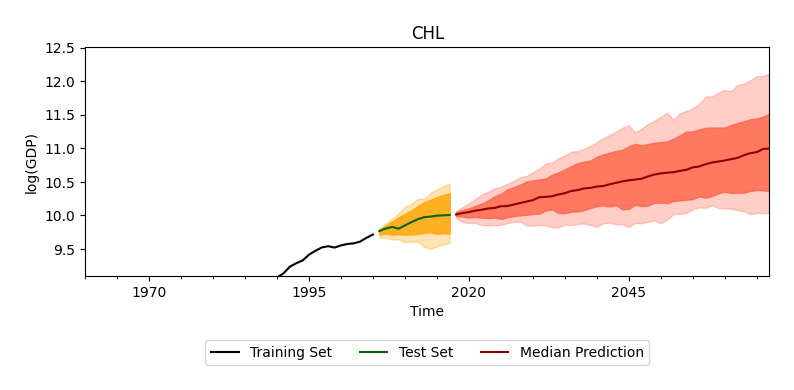 CHL
12.5
12.0
11.5
11.0
10.5
10.0
9.5
log(GDP)
1970
1995
2020
2045
Time
Training Set
Test Set
Median Prediction